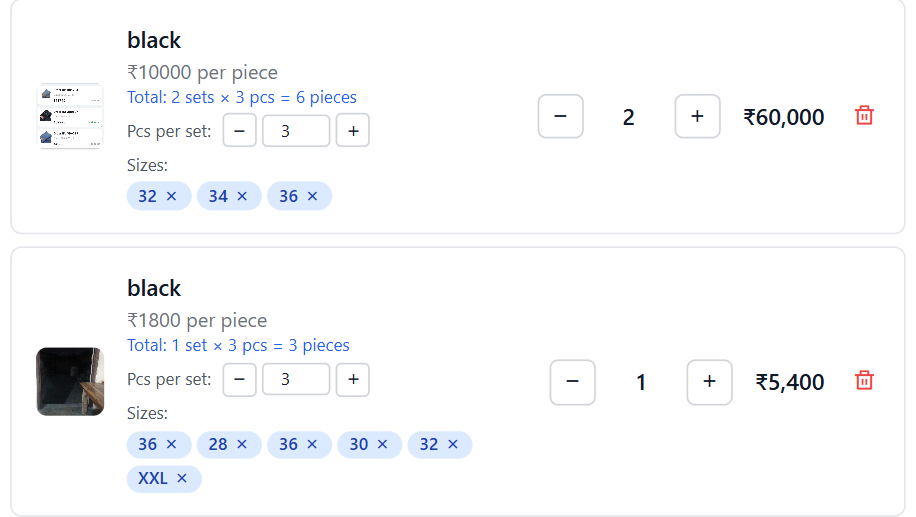 black
₹10000 per piece
Total: 2 sets × 3 pcs = 6 pieces
Pcs per set: − 3 +
Sizes:
32 × 34 × 36 ×
− 2 + ₹60,000
black
₹1800 per piece
Total: 1 set × 3 pcs = 3 pieces
Pcs per set: − 3 +
Sizes:
36 × 28 × 36 × 30 × 32 ×
XXL ×
− 1 + ₹5,400